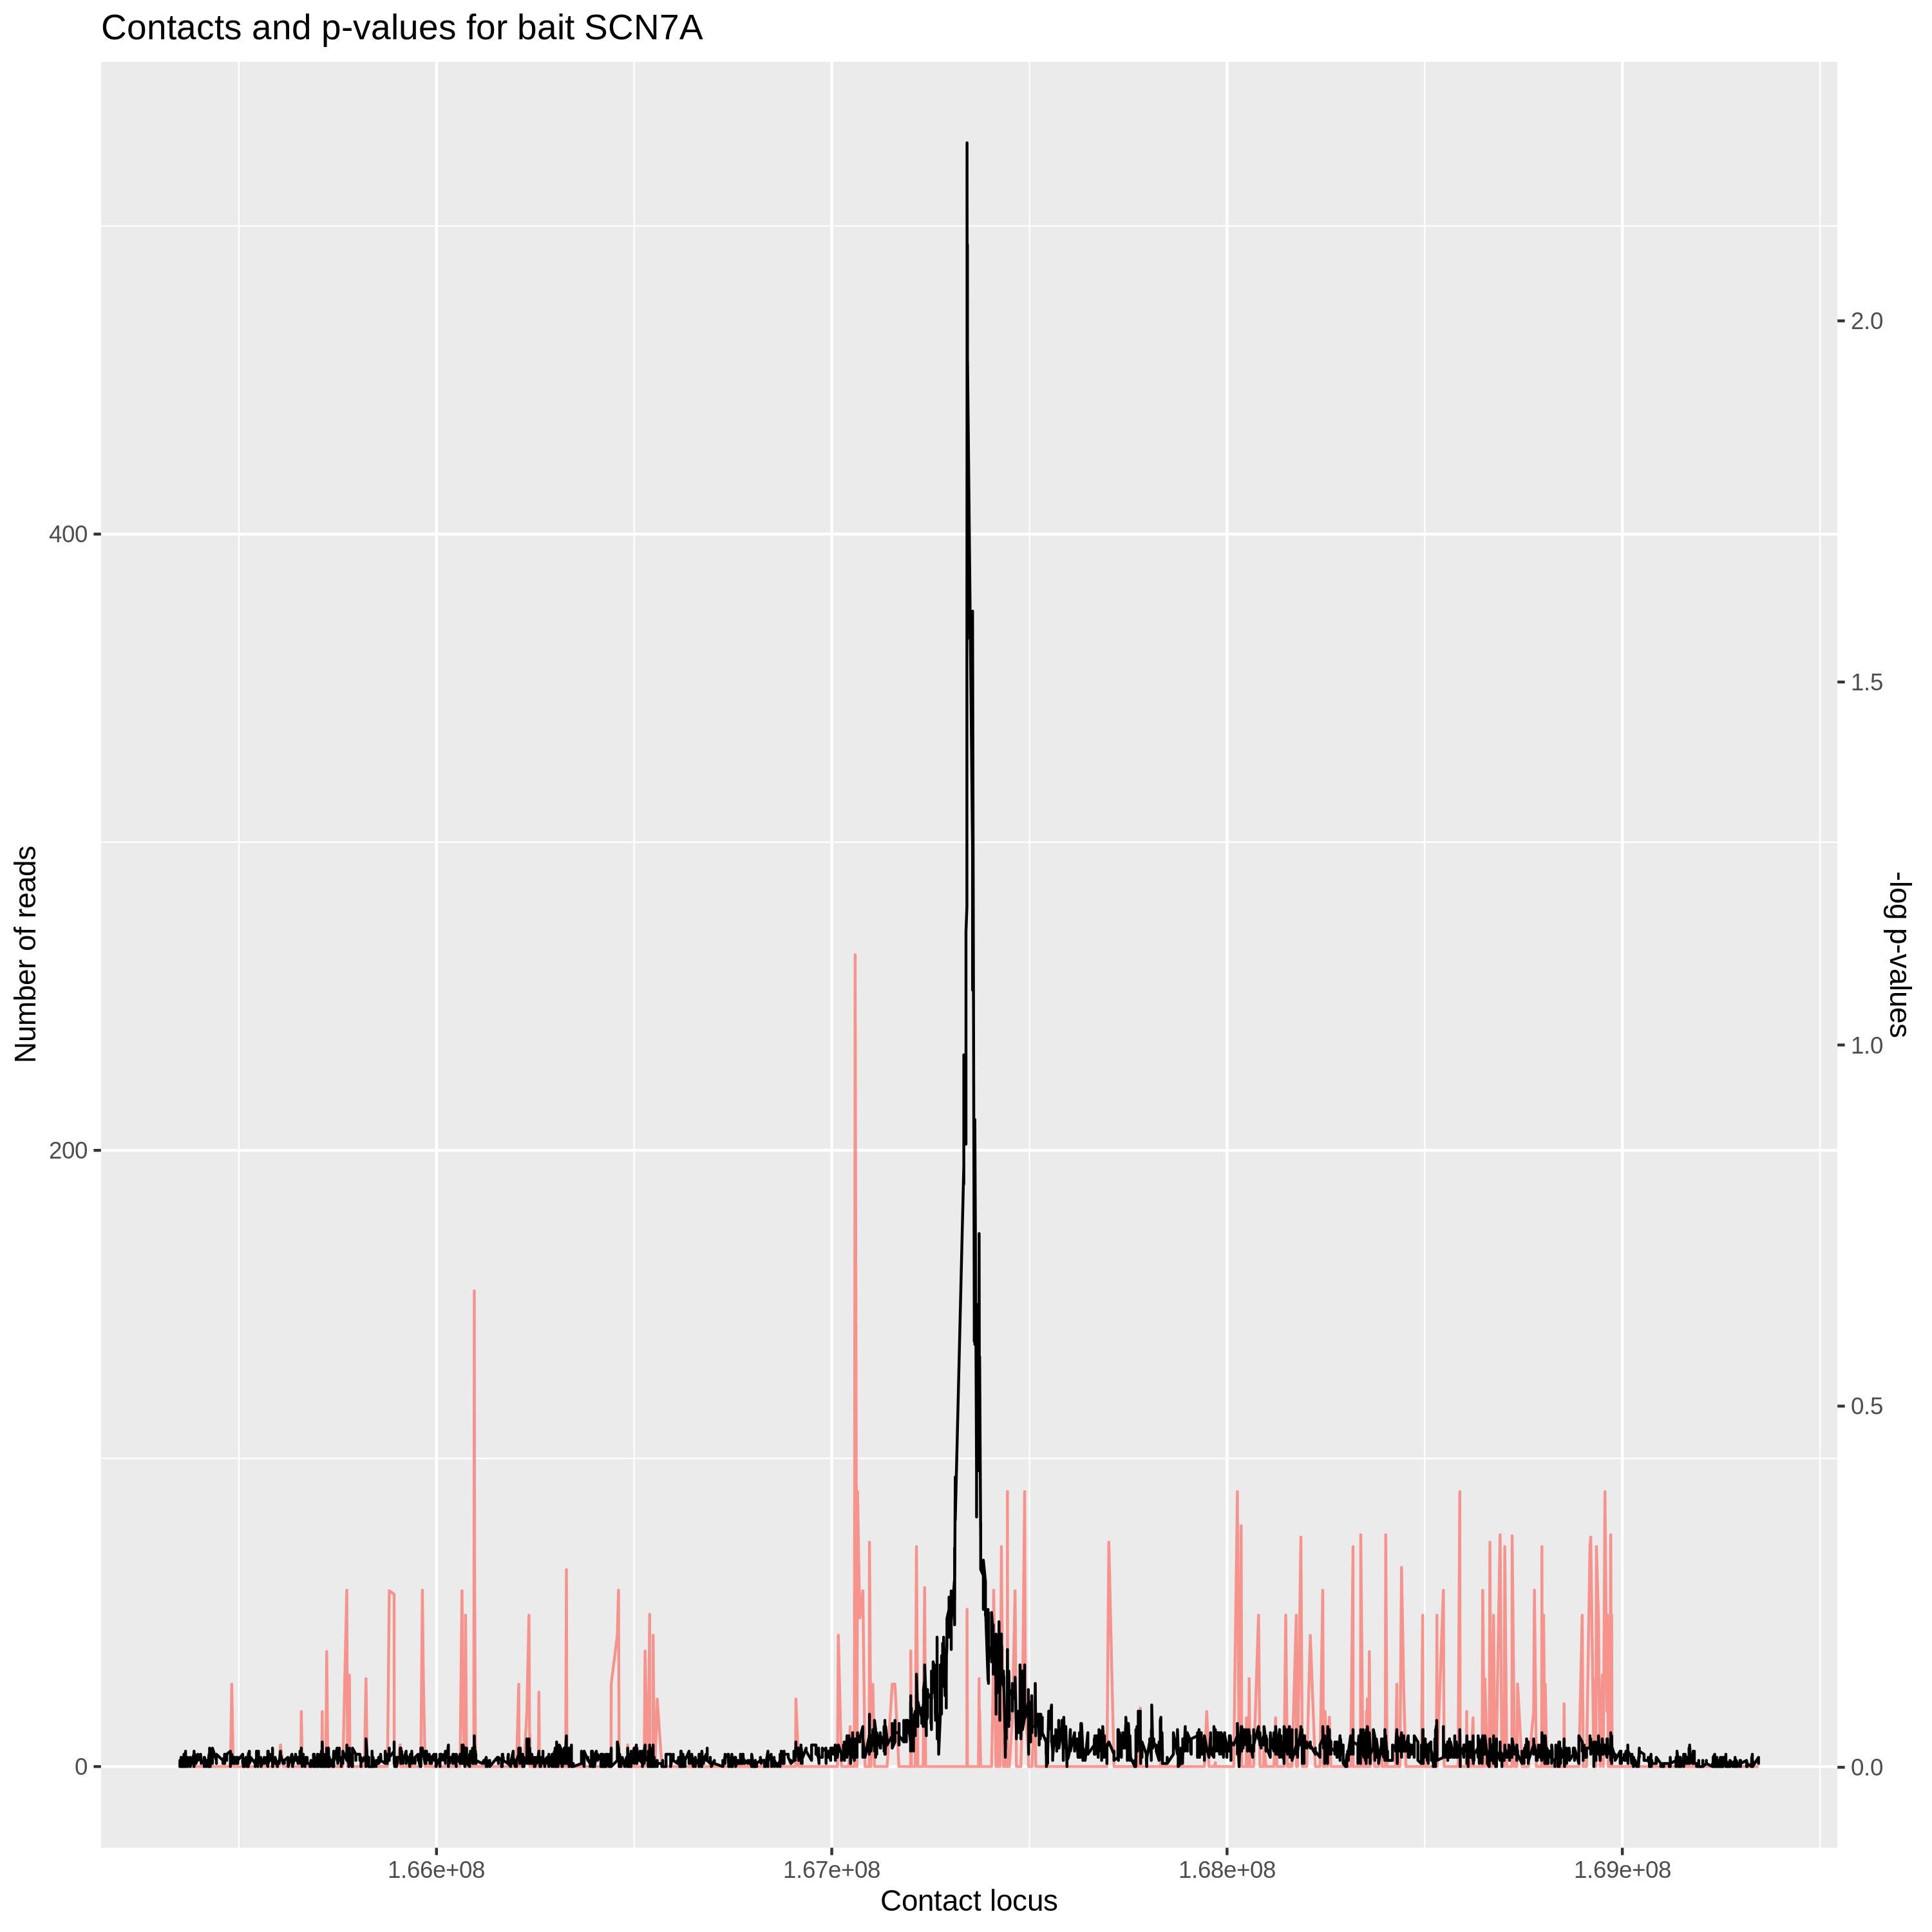 Contacts and p-values for bait SCN7A
Number of reads
400
200
0
2.0
1.5
1.0
0.5
0.0
-log p-values
1.66e+08 1.67e+08 1.68e+08 1.69e+08
Contact locus